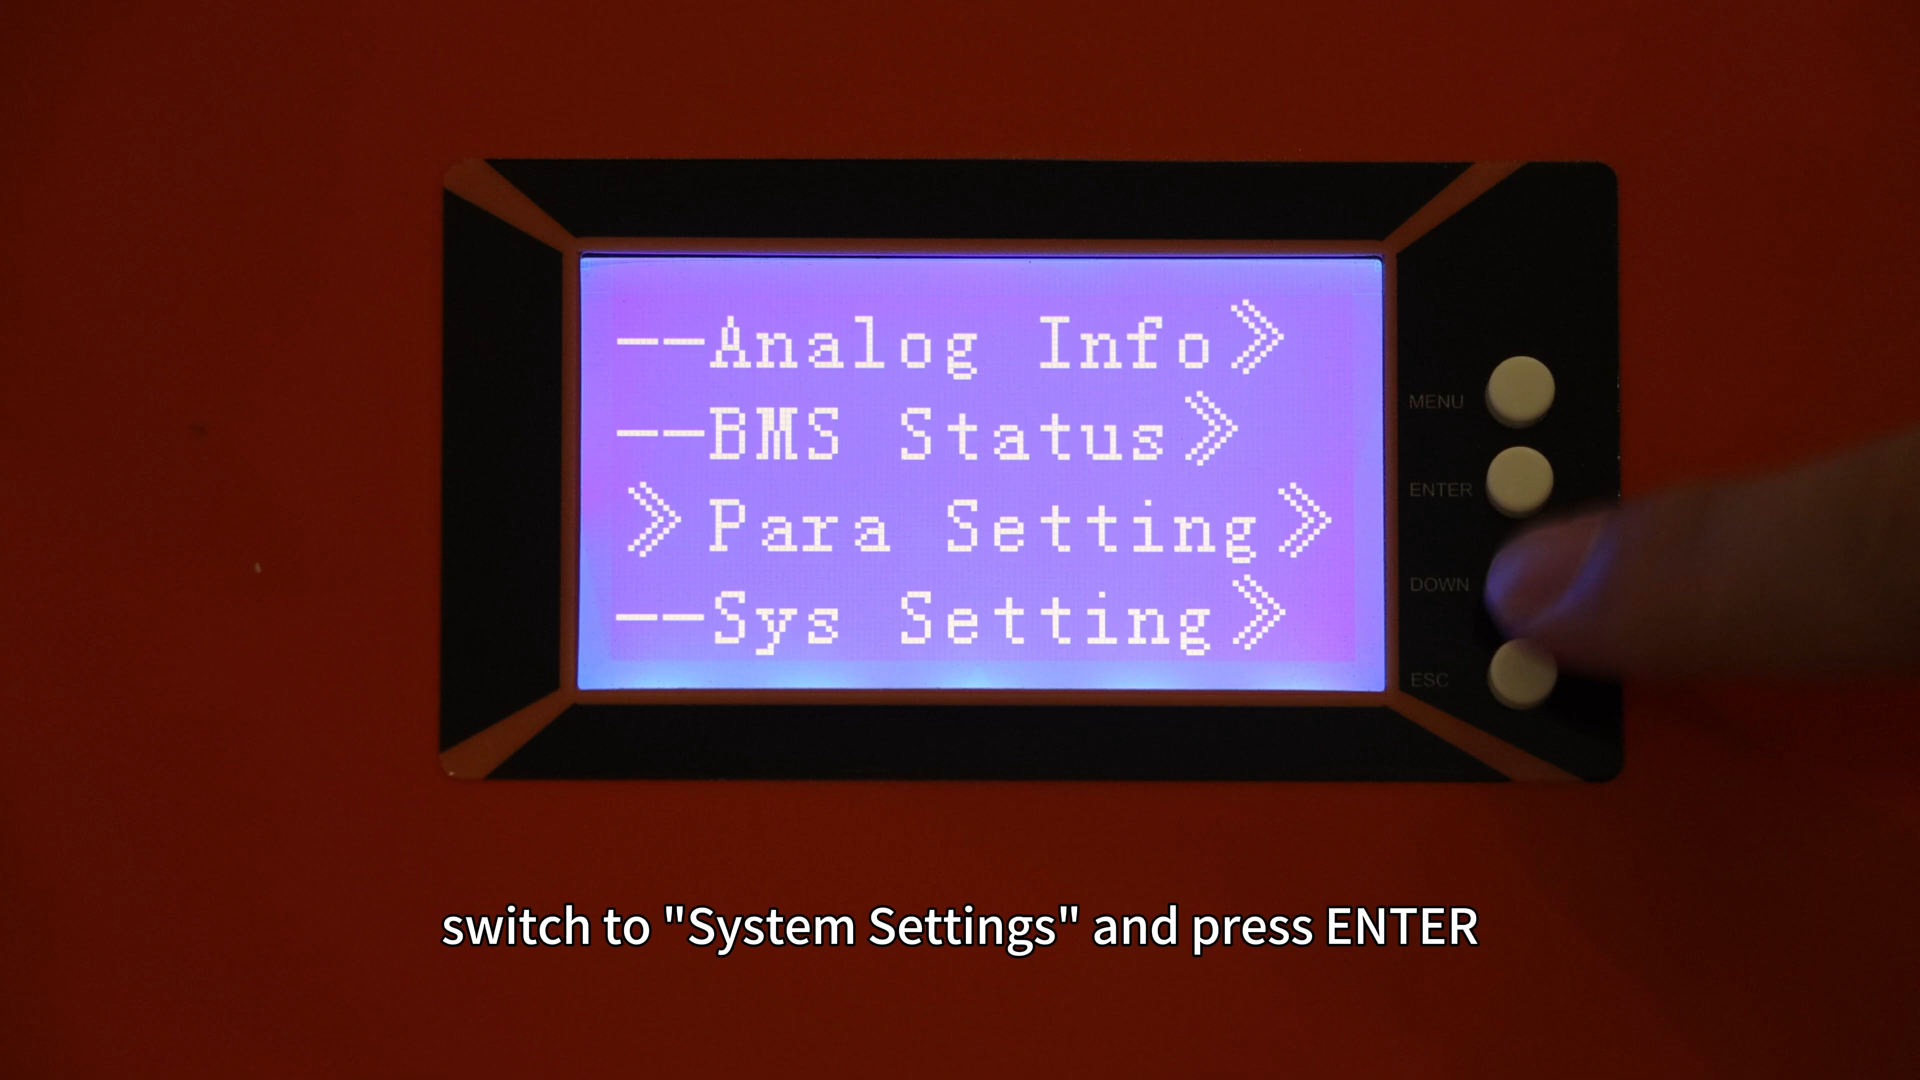 --Analog Info»
--BMS Status»
»Para Setting»
--Sys Setting»
MENU
ENTER
DOWN
ESC
switch to "System Settings" and press ENTER